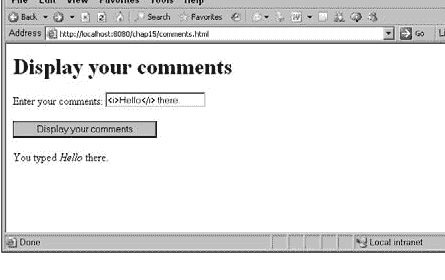 File Edit View Favorites Tools Help
Back Search Favorites
Address http://localhost:8080/chap15/comments.html Go
Display your comments
Enter your comments: <i>Hello</i> there.
Display your comments
You typed Hello there.
Done Local intranet